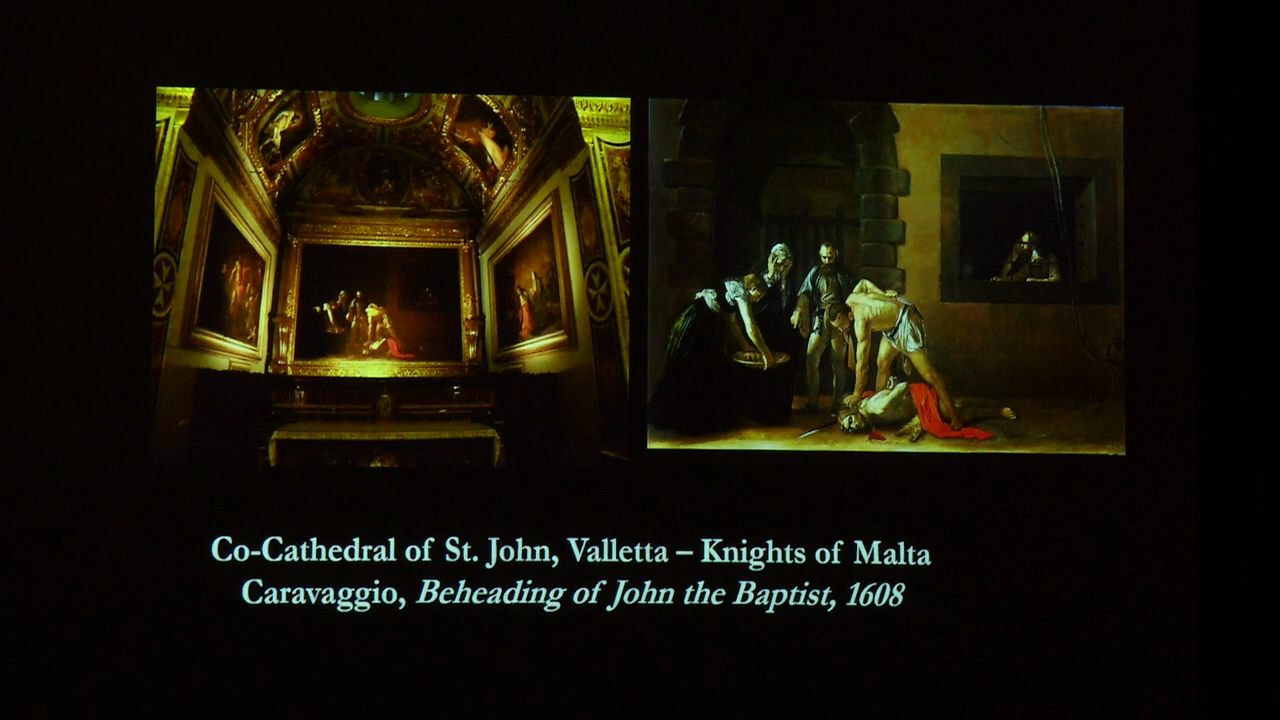 Co-Cathedral of St. John, Valletta – Knights of Malta
Caravaggio, Beheading of John the Baptist, 1608